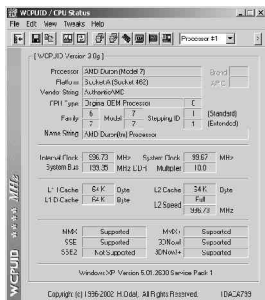 WCPUID / CPU Status
File Edit View Tweaks Help
Processor #1
[ WCPUID Version 3.0g ]
Processor AMD Duron (Model 7) Brand
Platform Socket A (Socket 462) APIC
Vendor String AuthenticAMD
CPU Type Original OEM Processor 0
Family 6 Model 7 Stepping ID 1 (Standard)
7 7 1 (Extended)
Name String AMD Duron(tm) Processor
Internal Clock 996.73 MHz System Clock 99.67 MHz
System Bus 199.35 MHz DDR Multiplier 10.0
L1 I Cache 64 K Byte L2 Cache 64 K Byte
L1 D Cache 64 K Byte L2 Speed Full
996.73 MHz
MMX Supported MMX+ Supported
SSE Supported 3DNow! Supported
SSE2 Not Supported 3DNow!+ Supported
Windows XP Version 5.01.2600 Service Pack 1
Copyright (c) 1996-2002 H.Oda!, All Rights Reserved.
WCPUID **** MHz